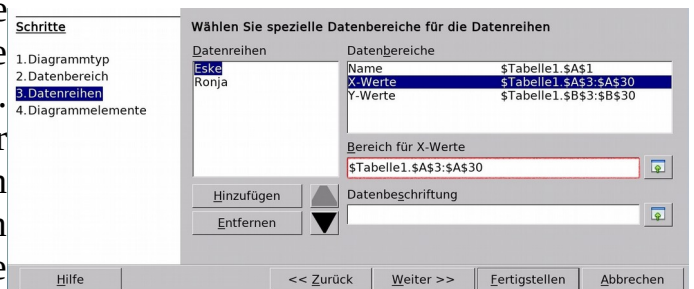 Schritte
1.Diagrammtyp
2.Datenbereich
3.Datenreihen
4.Diagrammelemente
Wählen Sie spezielle Datenbereiche für die Datenreihen
Datenreihen
Eske
Ronja
Hinzufügen
Entfernen
Datenbereiche
Name $Tabelle1.$A$1
X-Werte $Tabelle1.$A$3:$A$30
Y-Werte $Tabelle1.$B$3:$B$30
Bereich für X-Werte
$Tabelle1.$A$3:$A$30
Datenbeschriftung
Hilfe << Zurück Weiter >> Fertigstellen Abbrechen